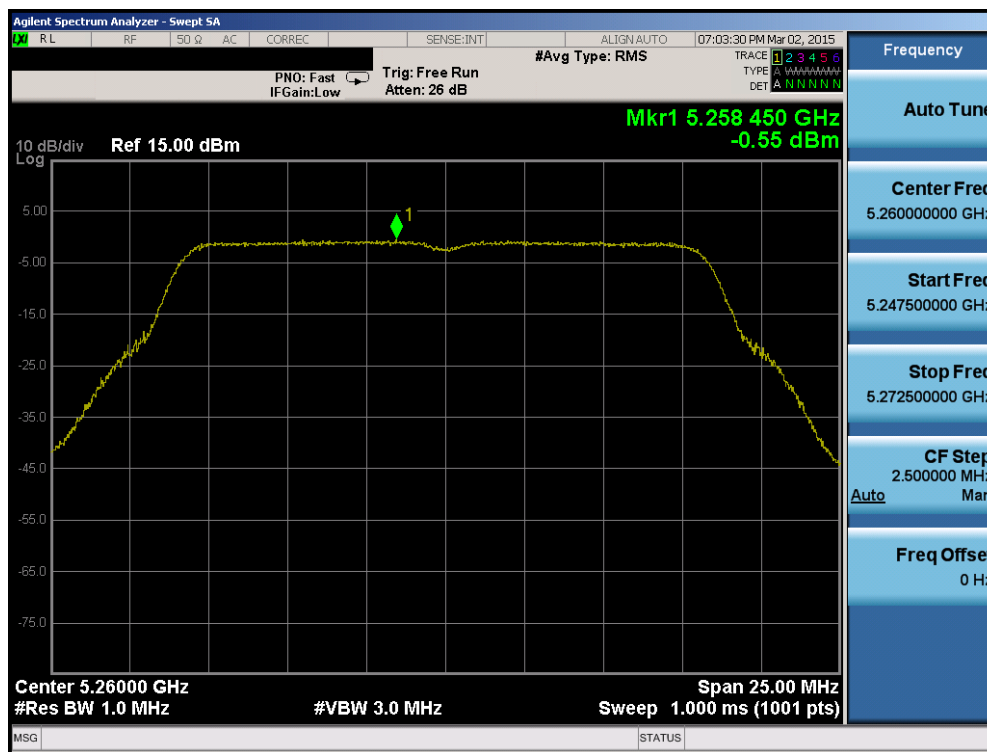 Agilent Spectrum Analyzer - Swept SA
LXI RL RF 50 Ω AC CORREC SENSE:INT ALIGN AUTO 07:03:30 PM Mar 02, 2015
#Avg Type: RMS
TRACE 1 2 3 4 5 6
TYPE A WWWWW
DET A N N N N N
PNO: Fast
IFGain:Low
Trig: Free Run
Atten: 26 dB
Mkr1 5.258 450 GHz
-0.55 dBm
10 dB/div
Log
Ref 15.00 dBm
1
5.00
-5.00
-15.0
-25.0
-35.0
-45.0
-55.0
-65.0
-75.0
Center 5.26000 GHz
Span 25.00 MHz
#Res BW 1.0 MHz
#VBW 3.0 MHz
Sweep 1.000 ms (1001 pts)
MSG
STATUS
Frequency
Auto Tune
Center Freq
5.260000000 GHz
Start Freq
5.247500000 GHz
Stop Freq
5.272500000 GHz
CF Step
2.500000 MHz
Auto Man
Freq Offset
0 Hz